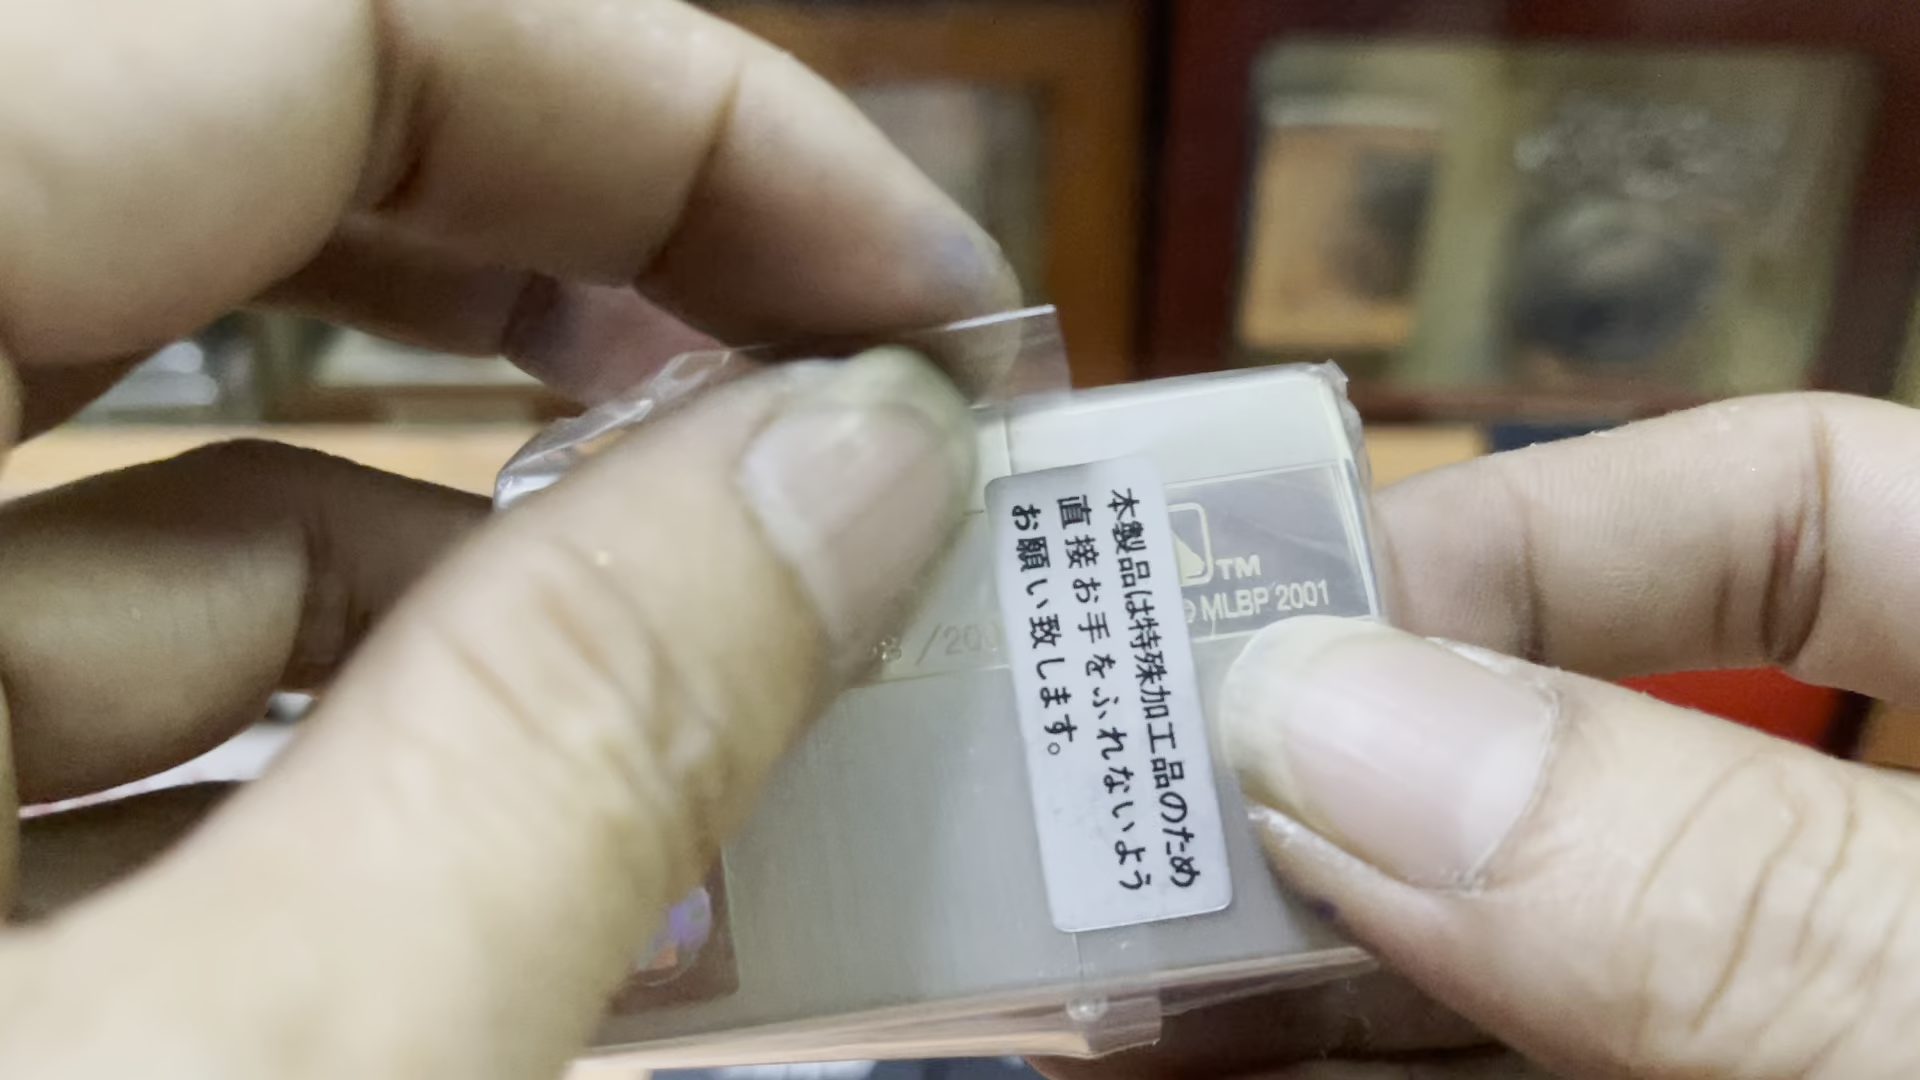 本製品は特殊加工品のため
直接お手をふれないよう
お願い致します。
TM
© MLBP 2001
/200